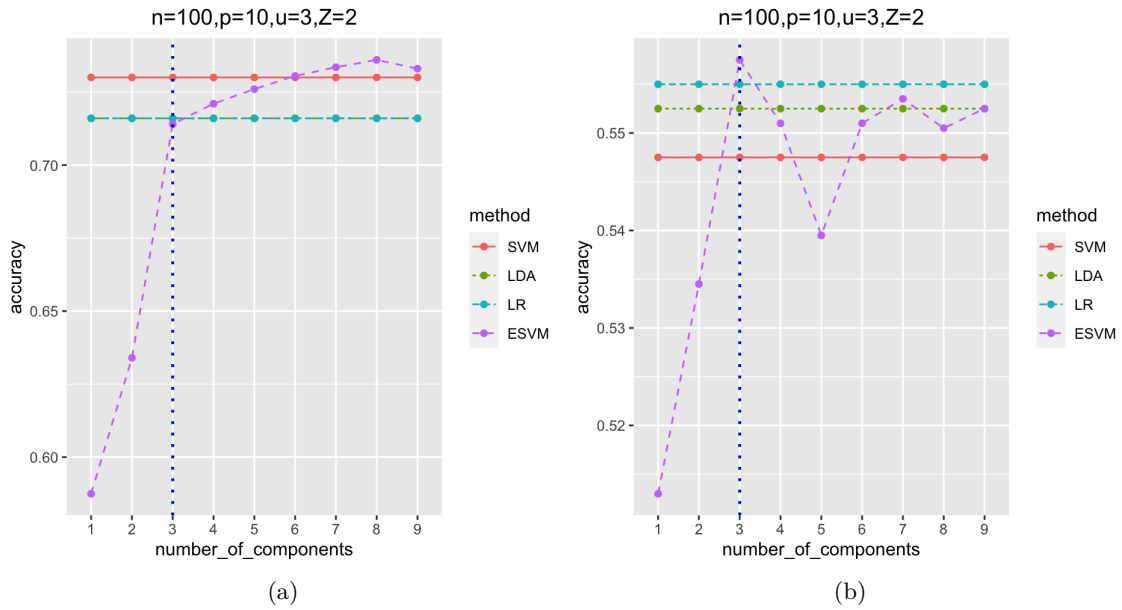 n=100,p=10,u=3,Z=2
accuracy
0.70
0.65
0.60
1 2 3 4 5 6 7 8 9
number_of_components
method
SVM
LDA
LR
ESVM
(a)
n=100,p=10,u=3,Z=2
accuracy
0.55
0.54
0.53
0.52
1 2 3 4 5 6 7 8 9
number_of_components
method
SVM
LDA
LR
ESVM
(b)